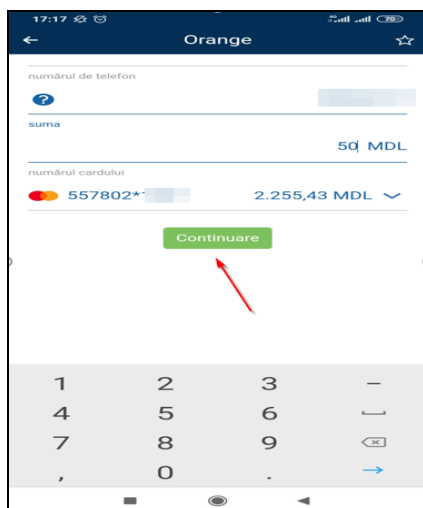 17:17 70
Orange
numărul de telefon
suma
50 MDL
numărul cardului
557802* 2.255,43 MDL
Continuare
1 2 3 –
4 5 6
7 8 9
, 0 .